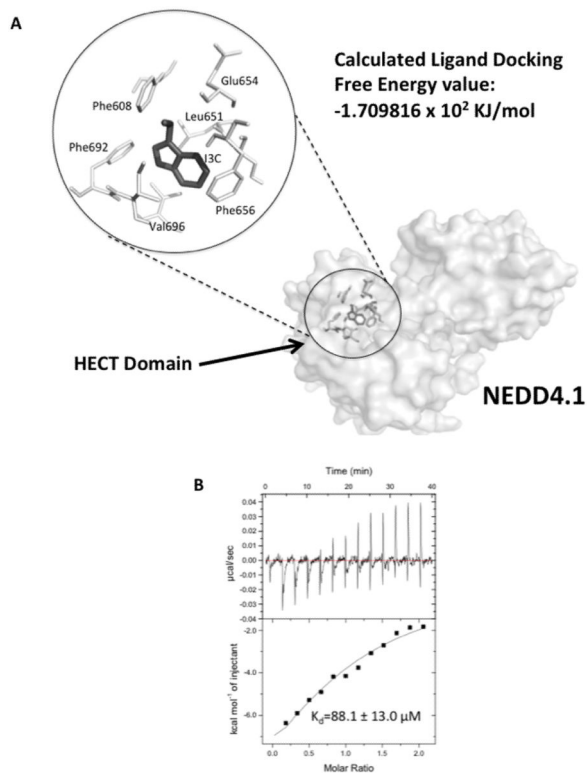 A
Calculated Ligand Docking
Free Energy value:
-1.709816 x 10² KJ/mol
Glu654
Phe608
Leu651
Phe692
I3C
Phe656
Val696
HECT Domain
NEDD4.1
B
Time (min)
0 10 20 30 40
0.04
0.03
0.02
0.01
0.00
-0.01
-0.02
-0.03
-0.04
µcal/sec
-2.0
-4.0
-6.0
kcal mol⁻¹ of injectant
K_d=88.1 ± 13.0 µM
0.0 0.5 1.0 1.5 2.0
Molar Ratio